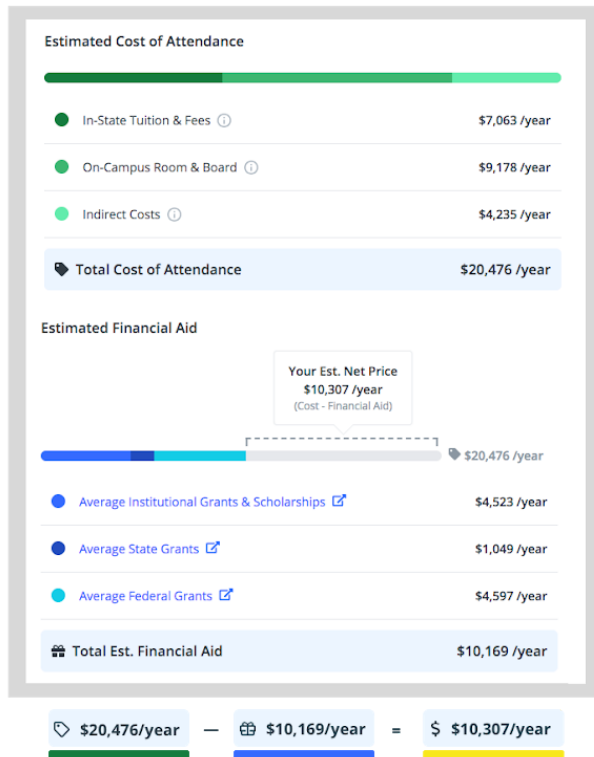 Estimated Cost of Attendance
In-State Tuition & Fees $7,063 /year
On-Campus Room & Board $9,178 /year
Indirect Costs $4,235 /year
Total Cost of Attendance $20,476 /year
Estimated Financial Aid
Your Est. Net Price
$10,307 /year
(Cost - Financial Aid)
$20,476 /year
Average Institutional Grants & Scholarships $4,523 /year
Average State Grants $1,049 /year
Average Federal Grants $4,597 /year
Total Est. Financial Aid $10,169 /year
$20,476/year — $10,169/year = $ $10,307/year